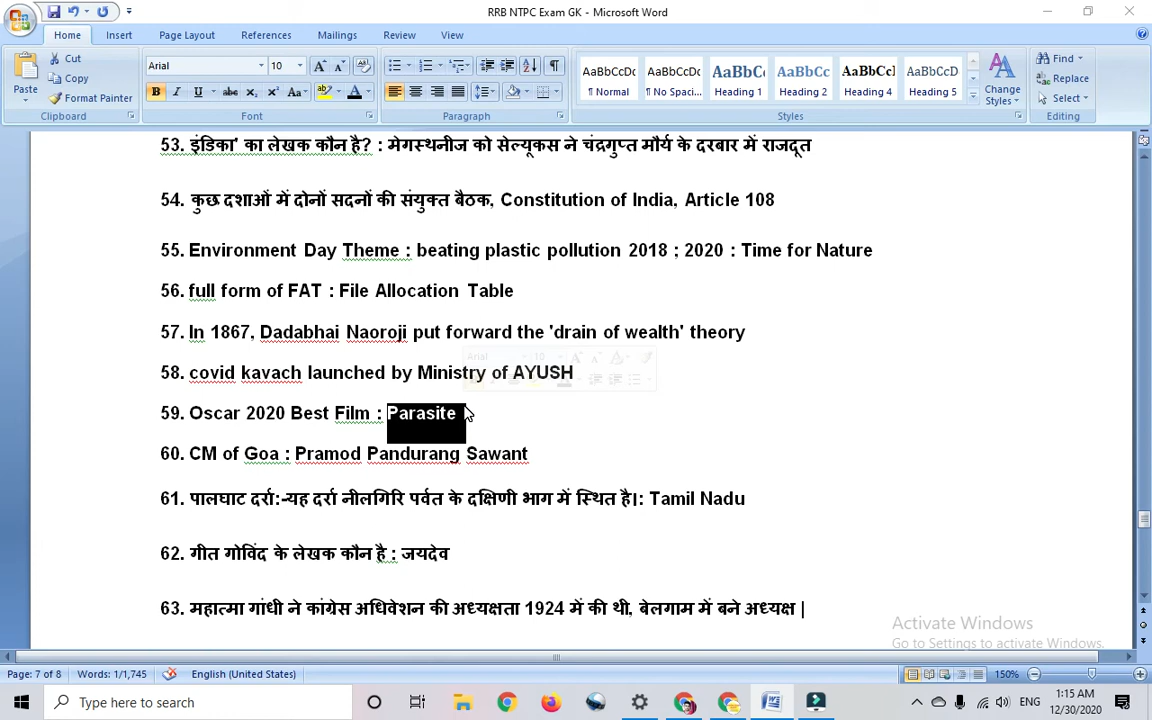 RRB NTPC Exam GK - Microsoft Word
Home Insert Page Layout References Mailings Review View
Cut
Copy
Format Painter
Paste
Clipboard
Arial 10
Font
Paragraph
AaBbCcDc AaBbCcDc AaBbC AaBbCc AaBbCcI AaBbCcD
¶ Normal ¶ No Spaci... Heading 1 Heading 2 Heading 4 Heading 5
Styles
Change Styles
Find
Replace
Select
Editing
53. इंडिका' का लेखक कौन है? : मेगस्थनीज को सेल्यूकस ने चंद्रगुप्त मौर्य के दरबार में राजदूत
54. कुछ दशाओं में दोनों सदनों की संयुक्त बैठक, Constitution of India, Article 108
55. Environment Day Theme : beating plastic pollution 2018 ; 2020 : Time for Nature
56. full form of FAT : File Allocation Table
57. In 1867, Dadabhai Naoroji put forward the 'drain of wealth' theory
58. covid kavach launched by Ministry of AYUSH
59. Oscar 2020 Best Film : Parasite
60. CM of Goa : Pramod Pandurang Sawant
61. पालघाट दर्रा:-यह दर्रा नीलगिरि पर्वत के दक्षिणी भाग में स्थित है।: Tamil Nadu
62. गीत गोविंद के लेखक कौन है : जयदेव
63. महात्मा गांधी ने कांग्रेस अधिवेशन की अध्यक्षता 1924 में की थी, बेलगाम में बने अध्यक्ष |
Activate Windows
Go to Settings to activate Windows.
Page: 7 of 8 Words: 1/1,745 English (United States) 150%
Type here to search
ENG
1:15 AM
12/30/2020